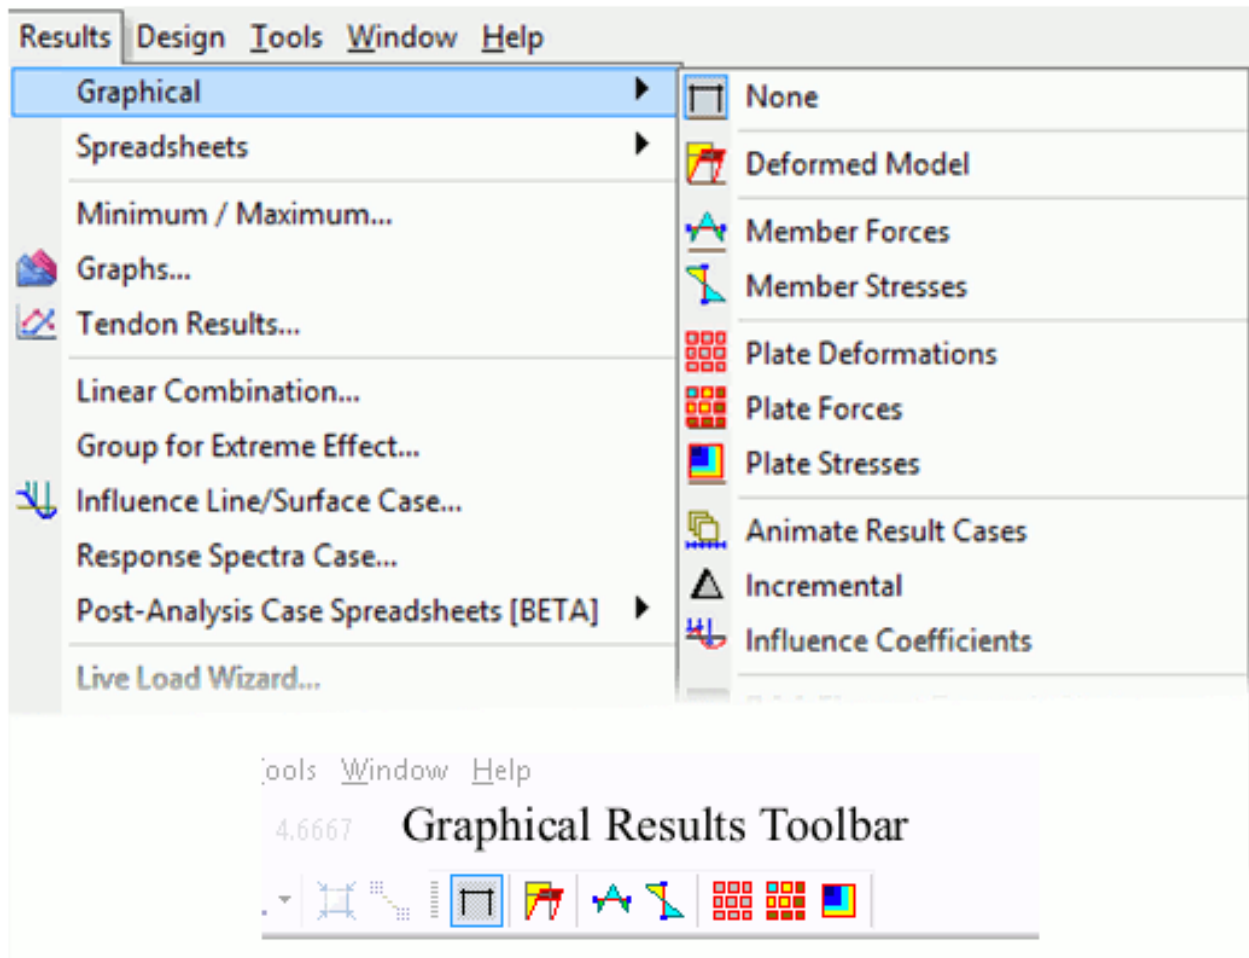 Results Design Tools Window Help
Graphical
Spreadsheets
Minimum / Maximum...
Graphs...
Tendon Results...
Linear Combination...
Group for Extreme Effect...
Influence Line/Surface Case...
Response Spectra Case...
Post-Analysis Case Spreadsheets [BETA]
Live Load Wizard...
None
Deformed Model
Member Forces
Member Stresses
Plate Deformations
Plate Forces
Plate Stresses
Animate Result Cases
Incremental
Influence Coefficients
ools Window Help
4.6667 Graphical Results Toolbar